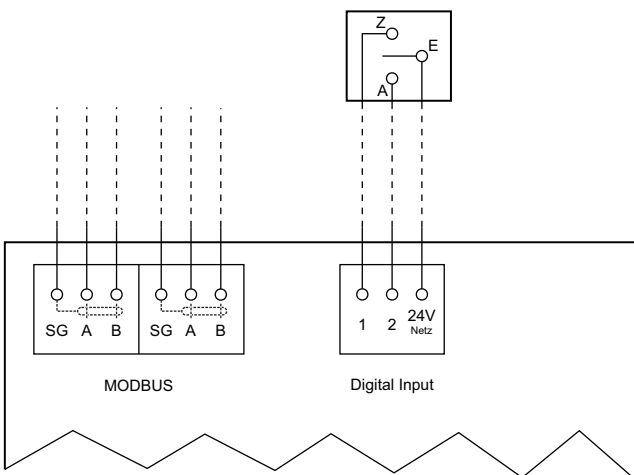 Z
E
A
SG A B SG A B
1 2 24V
Netz
MODBUS Digital Input